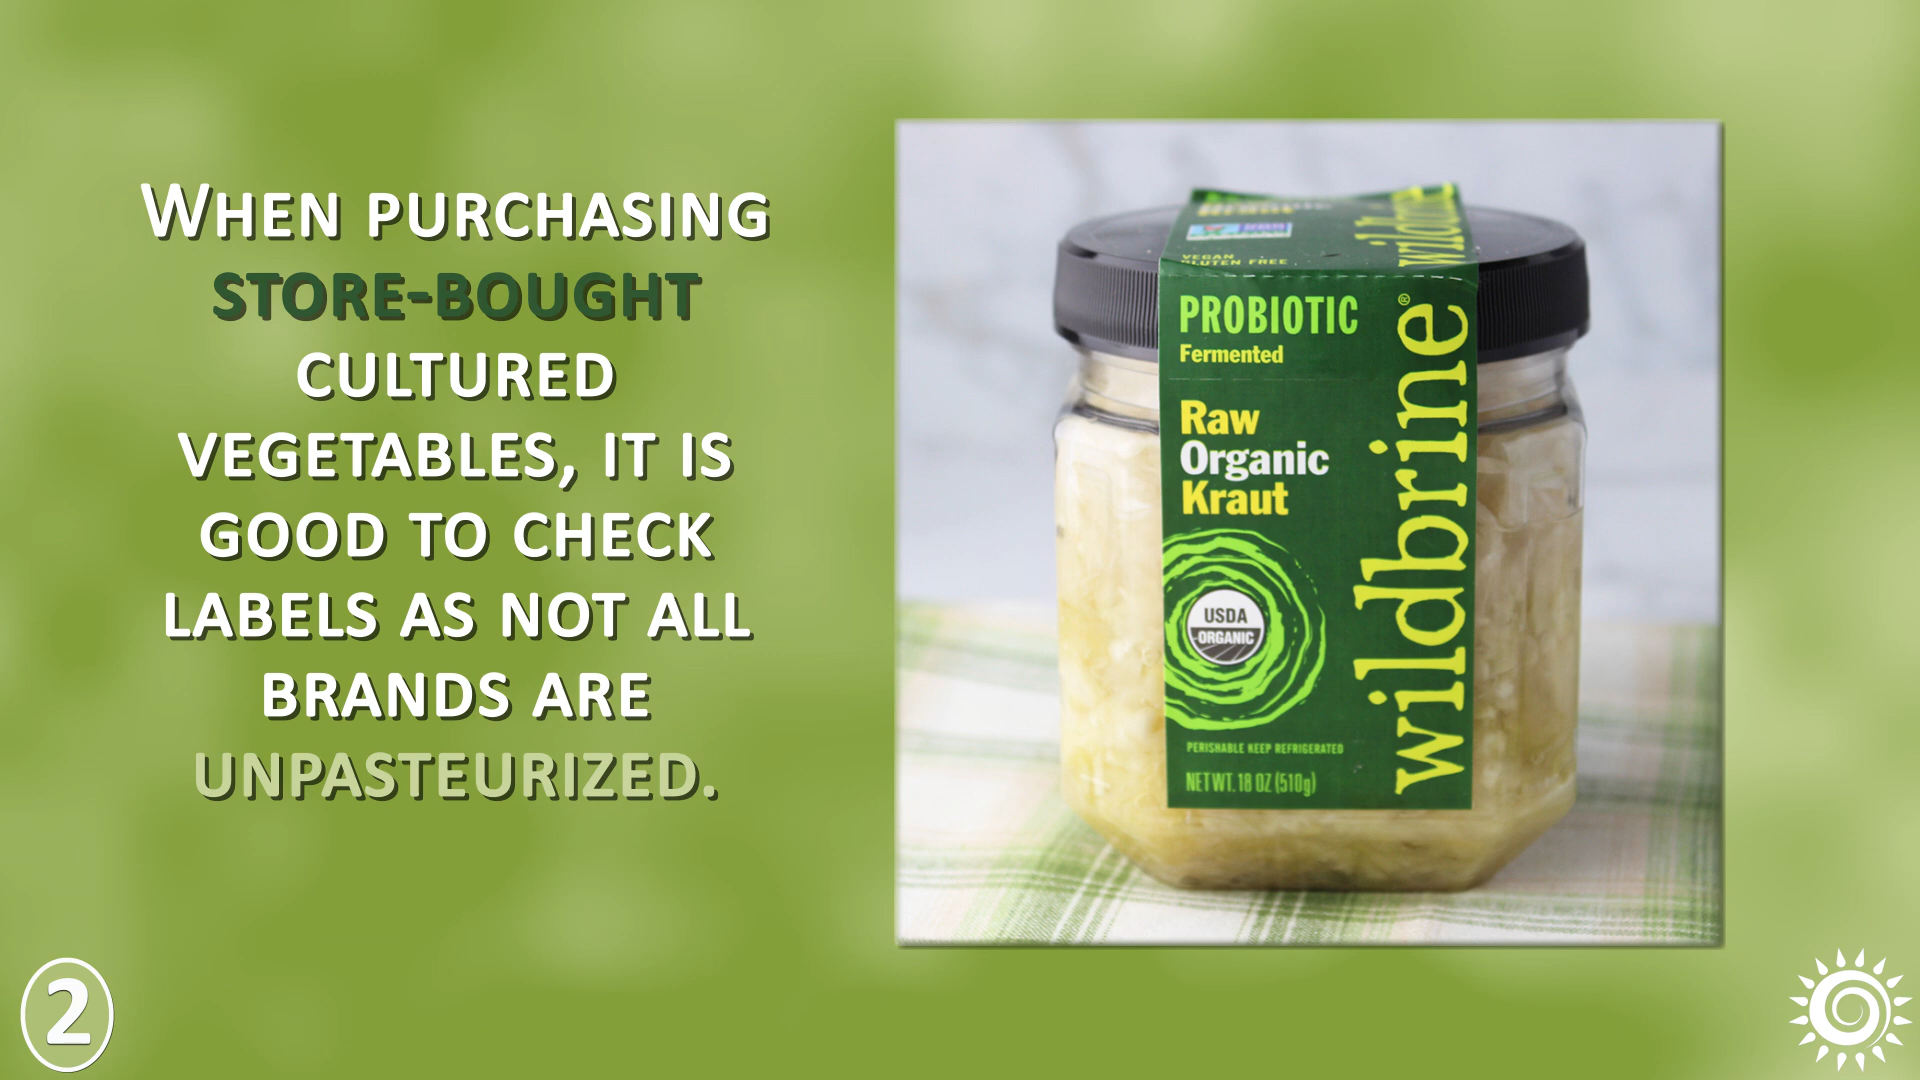 WHEN PURCHASING
STORE-BOUGHT
CULTURED
VEGETABLES, IT IS
GOOD TO CHECK
LABELS AS NOT ALL
BRANDS ARE
UNPASTEURIZED.
wildbrine
VEGAN
GLUTEN FREE
PROBIOTIC
Fermented
Raw
Organic
Kraut
wildbrine®
USDA
ORGANIC
PERISHABLE KEEP REFRIGERATED
NET WT. 18 OZ (510g)
2